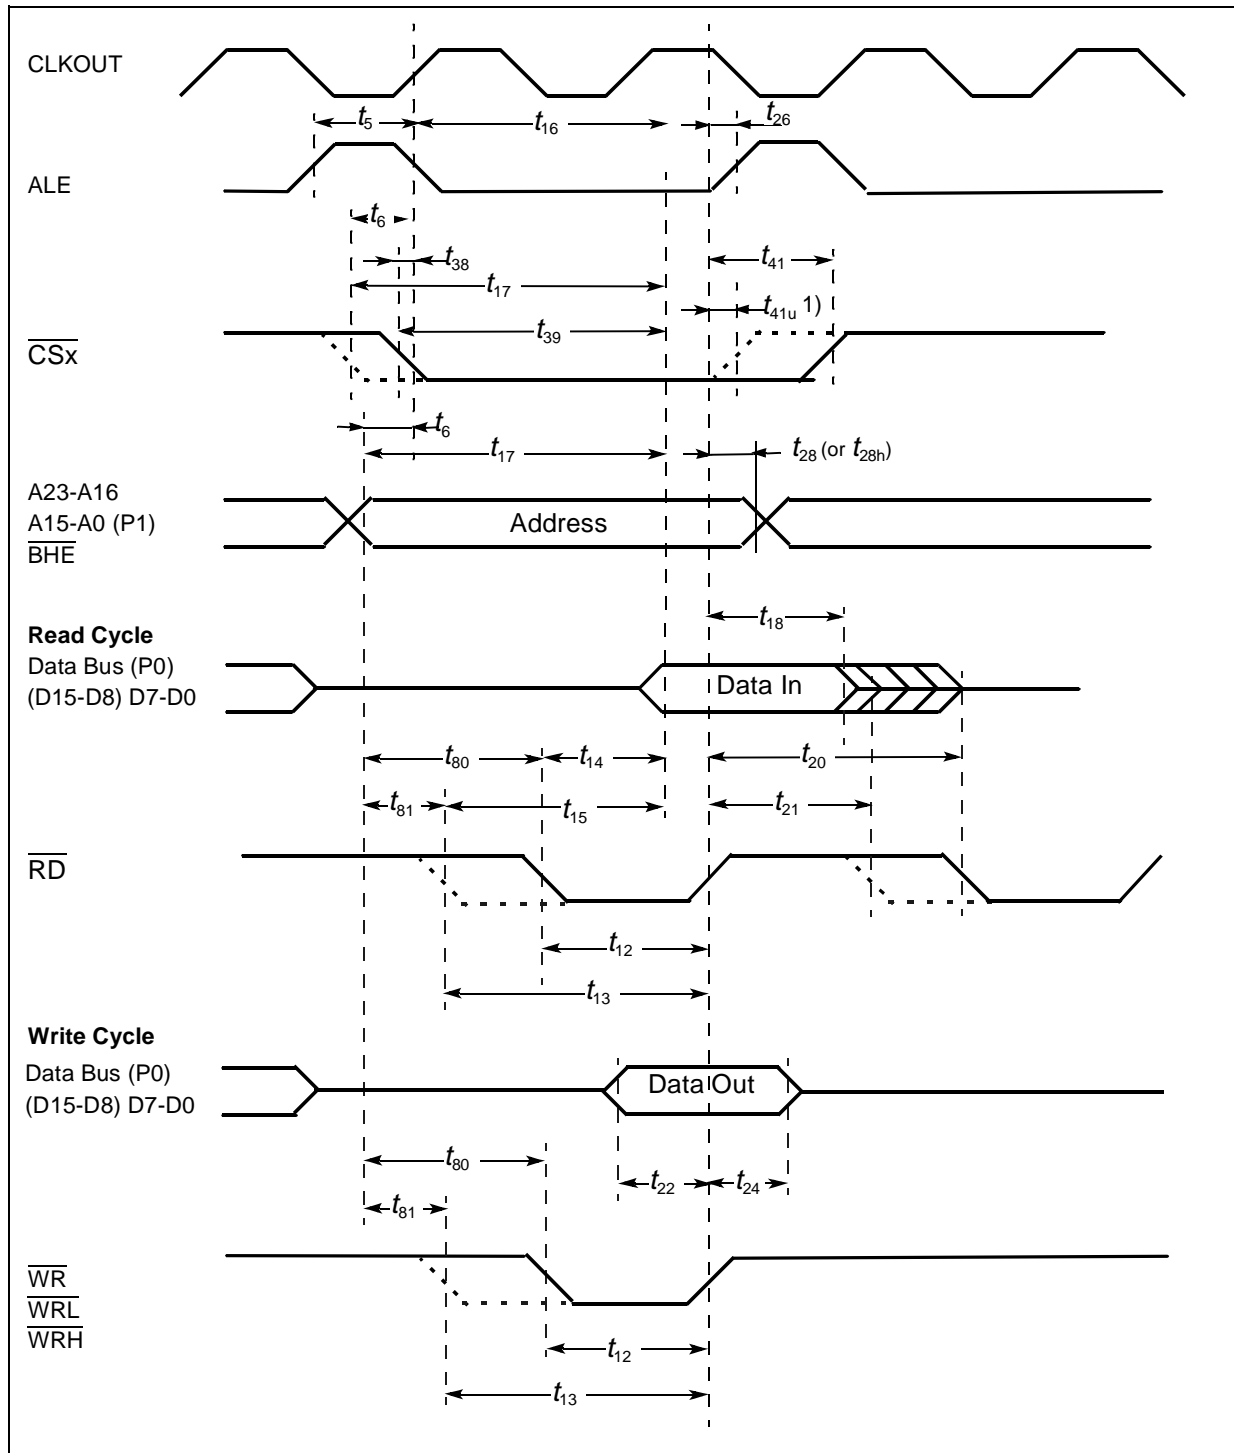 CLKOUT
t5
t16
t26
ALE
t6
t38
t41
t17
t41u 1)
t39
CSx
t6
t17
t28 (or t28h)
A23-A16
A15-A0 (P1)
BHE
Address
t18
Read Cycle
Data Bus (P0)
(D15-D8) D7-D0
Data In
t80
t14
t20
t81
t15
t21
RD
t12
t13
Write Cycle
Data Bus (P0)
(D15-D8) D7-D0
Data Out
t80
t22
t24
t81
WR
WRL
WRH
t12
t13